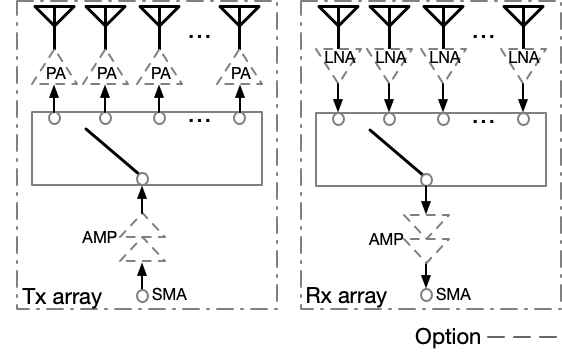 ...
PA PA PA PA
...
AMP
SMA
Tx array
...
LNA LNA LNA LNA
...
AMP
SMA
Rx array
Option